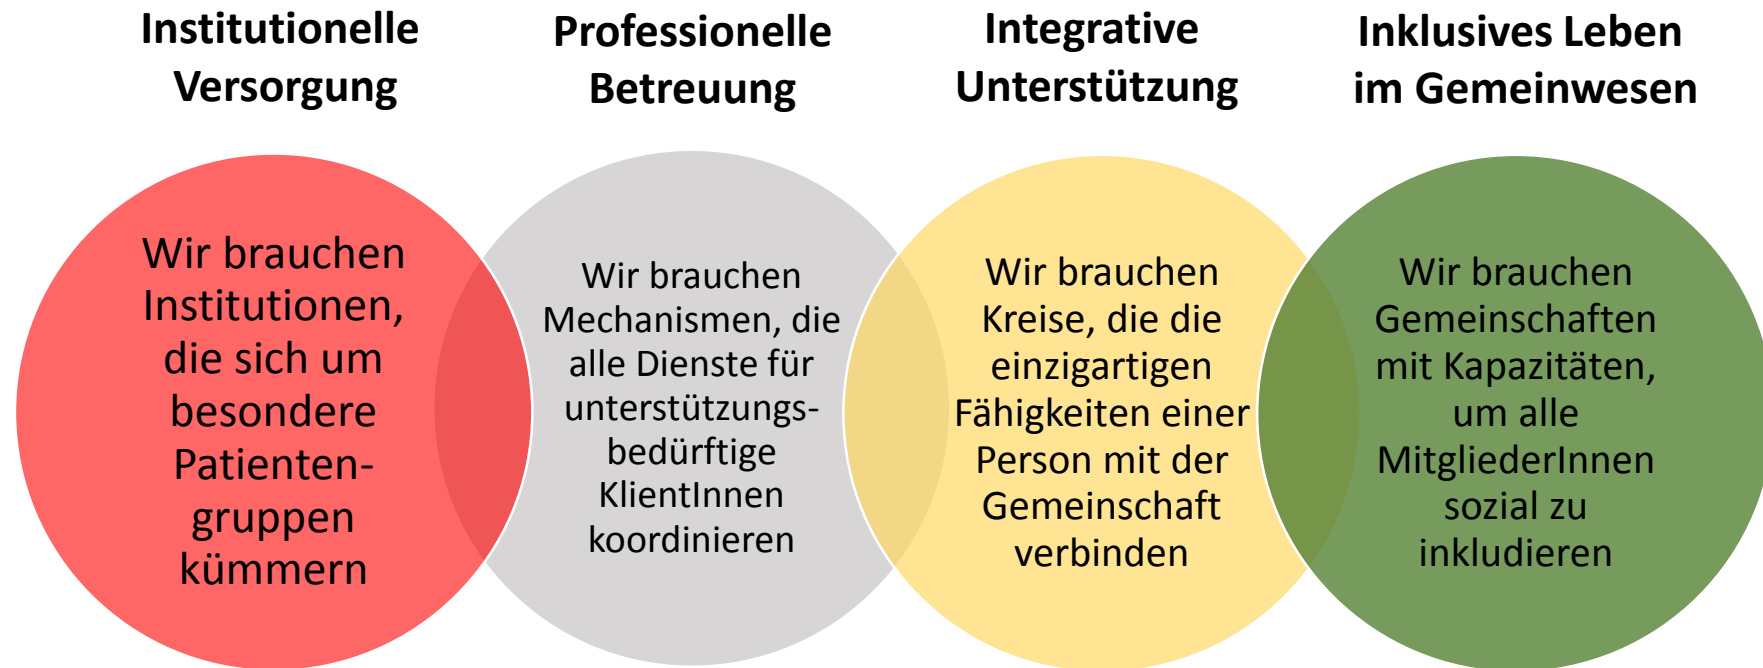 Institutionelle
Versorgung
Professionelle
Betreuung
Integrative
Unterstützung
Inklusives Leben
im Gemeinwesen
Wir brauchen
Institutionen,
die sich um
besondere
Patienten-
gruppen
kümmern
Wir brauchen
Mechanismen, die
alle Dienste für
unterstützungs-
bedürftige
KlientInnen
koordinieren
Wir brauchen
Kreise, die die
einzigartigen
Fähigkeiten einer
Person mit der
Gemeinschaft
verbinden
Wir brauchen
Gemeinschaften
mit Kapazitäten,
um alle
MitgliederInnen
sozial zu
inkludieren